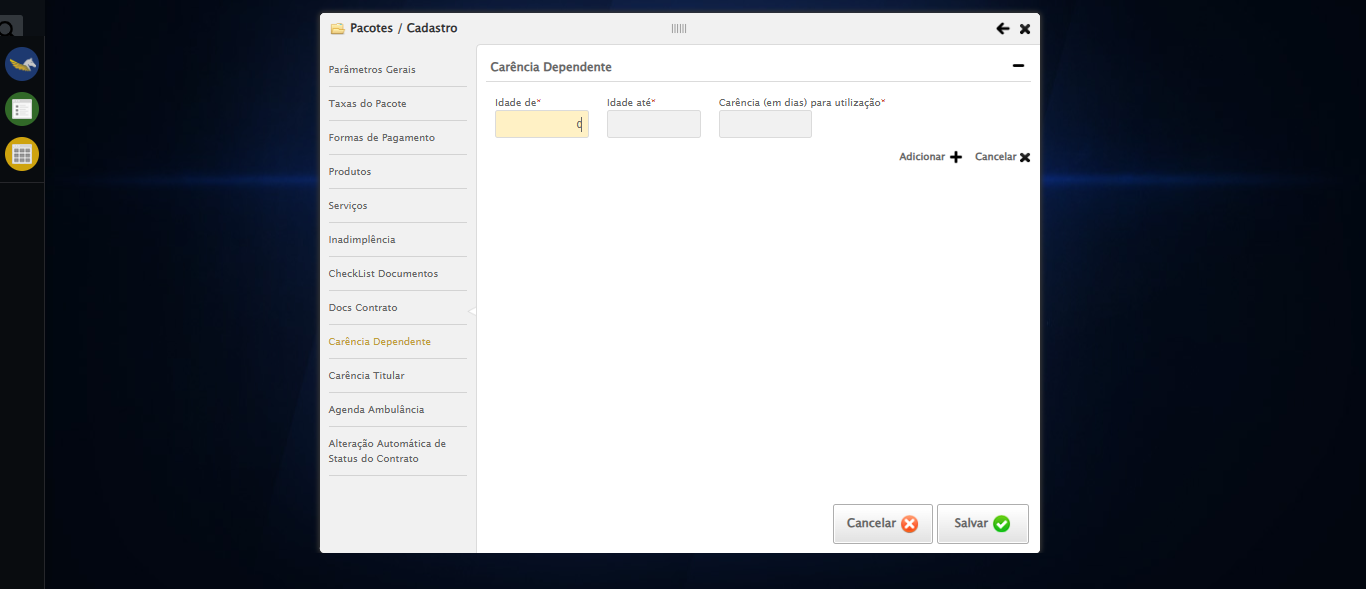 Pacotes / Cadastro
Parâmetros Gerais
Taxas do Pacote
Formas de Pagamento
Produtos
Serviços
Inadimplência
CheckList Documentos
Docs Contrato
Carência Dependente
Carência Titular
Agenda Ambulância
Alteração Automática de
Status do Contrato
Carência Dependente
Idade de* Idade até* Carência (em dias) para utilização*
Adicionar Cancelar
Cancelar Salvar